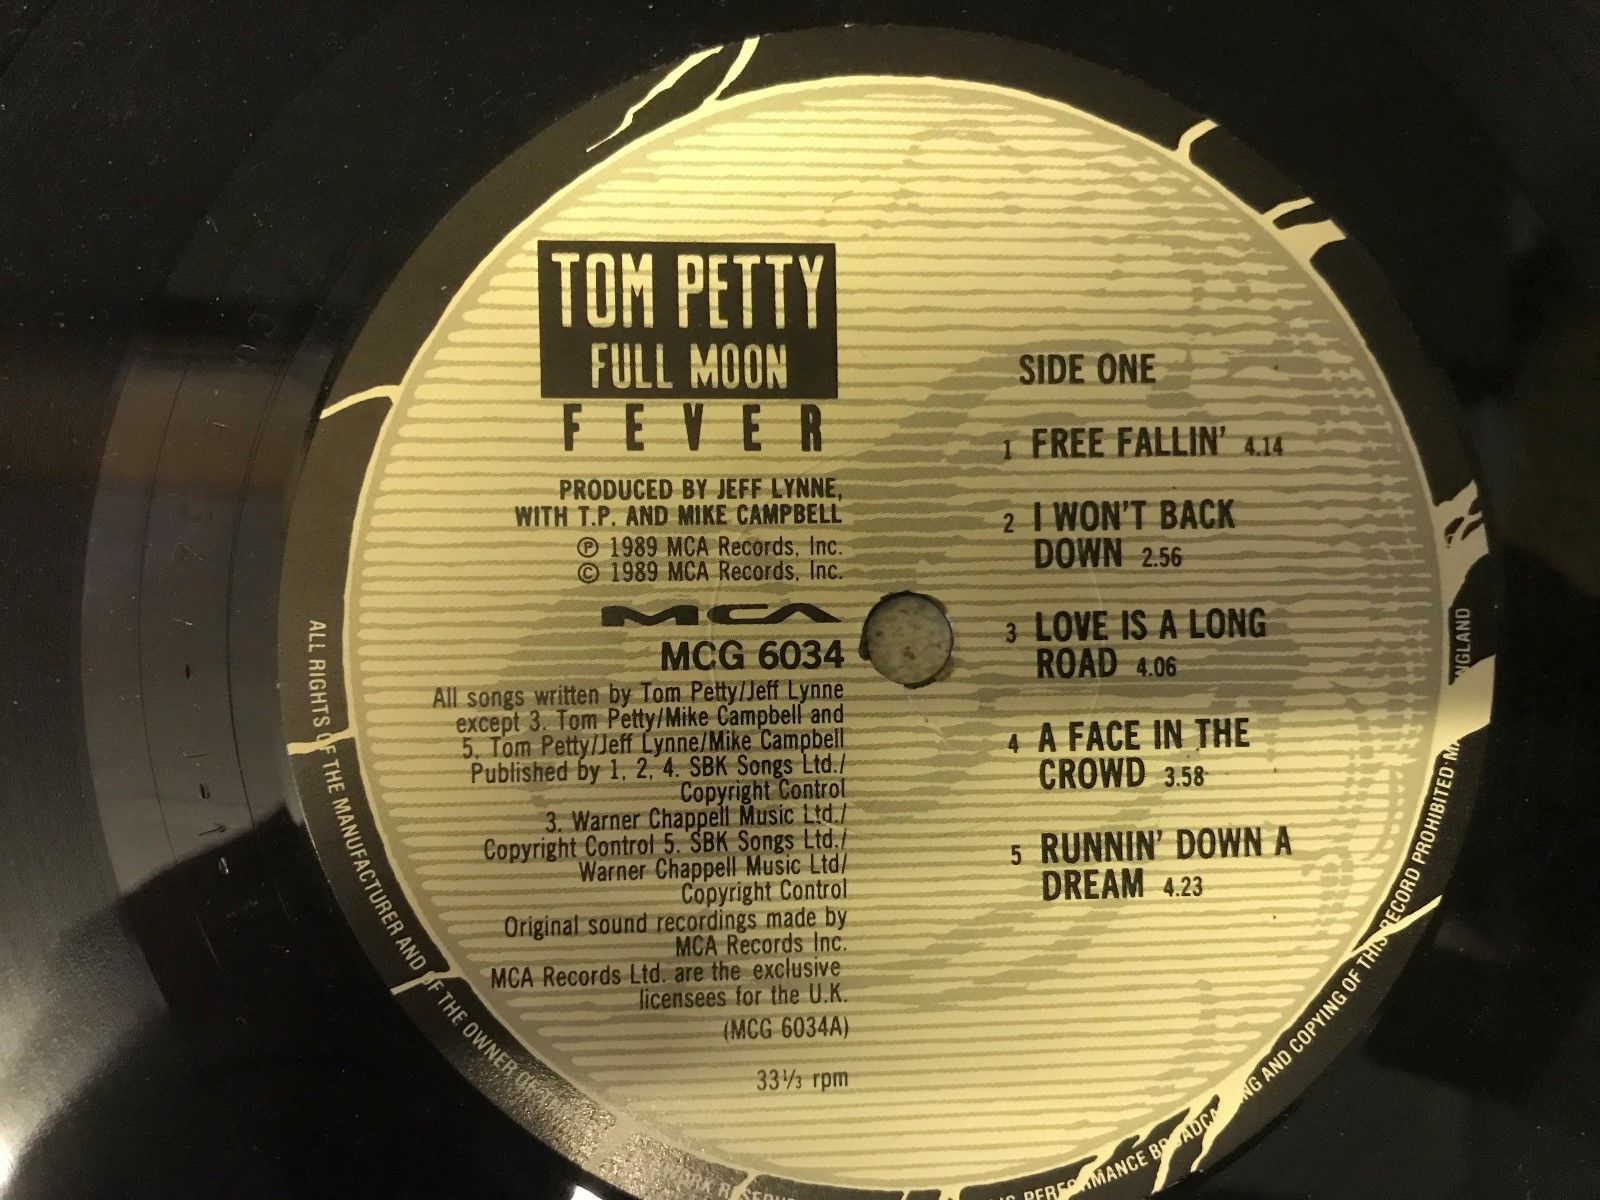 TOM PETTY
FULL MOON
FEVER
PRODUCED BY JEFF LYNNE,
WITH T.P. AND MIKE CAMPBELL
℗ 1989 MCA Records, Inc.
© 1989 MCA Records, Inc.
MCA
MCG 6034
All songs written by Tom Petty/Jeff Lynne
except 3. Tom Petty/Mike Campbell and
5. Tom Petty/Jeff Lynne/Mike Campbell
Published by 1, 2, 4. SBK Songs Ltd./
Copyright Control
3. Warner Chappell Music Ltd./
Copyright Control 5. SBK Songs Ltd./
Warner Chappell Music Ltd/
Copyright Control
Original sound recordings made by
MCA Records Inc.
MCA Records Ltd. are the exclusive
licensees for the U.K.
(MCG 6034A)
33⅓ rpm
SIDE ONE
1 FREE FALLIN' 4.14
2 I WON'T BACK
DOWN 2.56
3 LOVE IS A LONG
ROAD 4.06
4 A FACE IN THE
CROWD 3.58
5 RUNNIN' DOWN A
DREAM 4.23
ALL RIGHTS OF THE MANUFACTURER AND OF THE OWNER OF
PERFORMANCE BROADCASTING AND COPYING OF THIS RECORD PROHIBITED